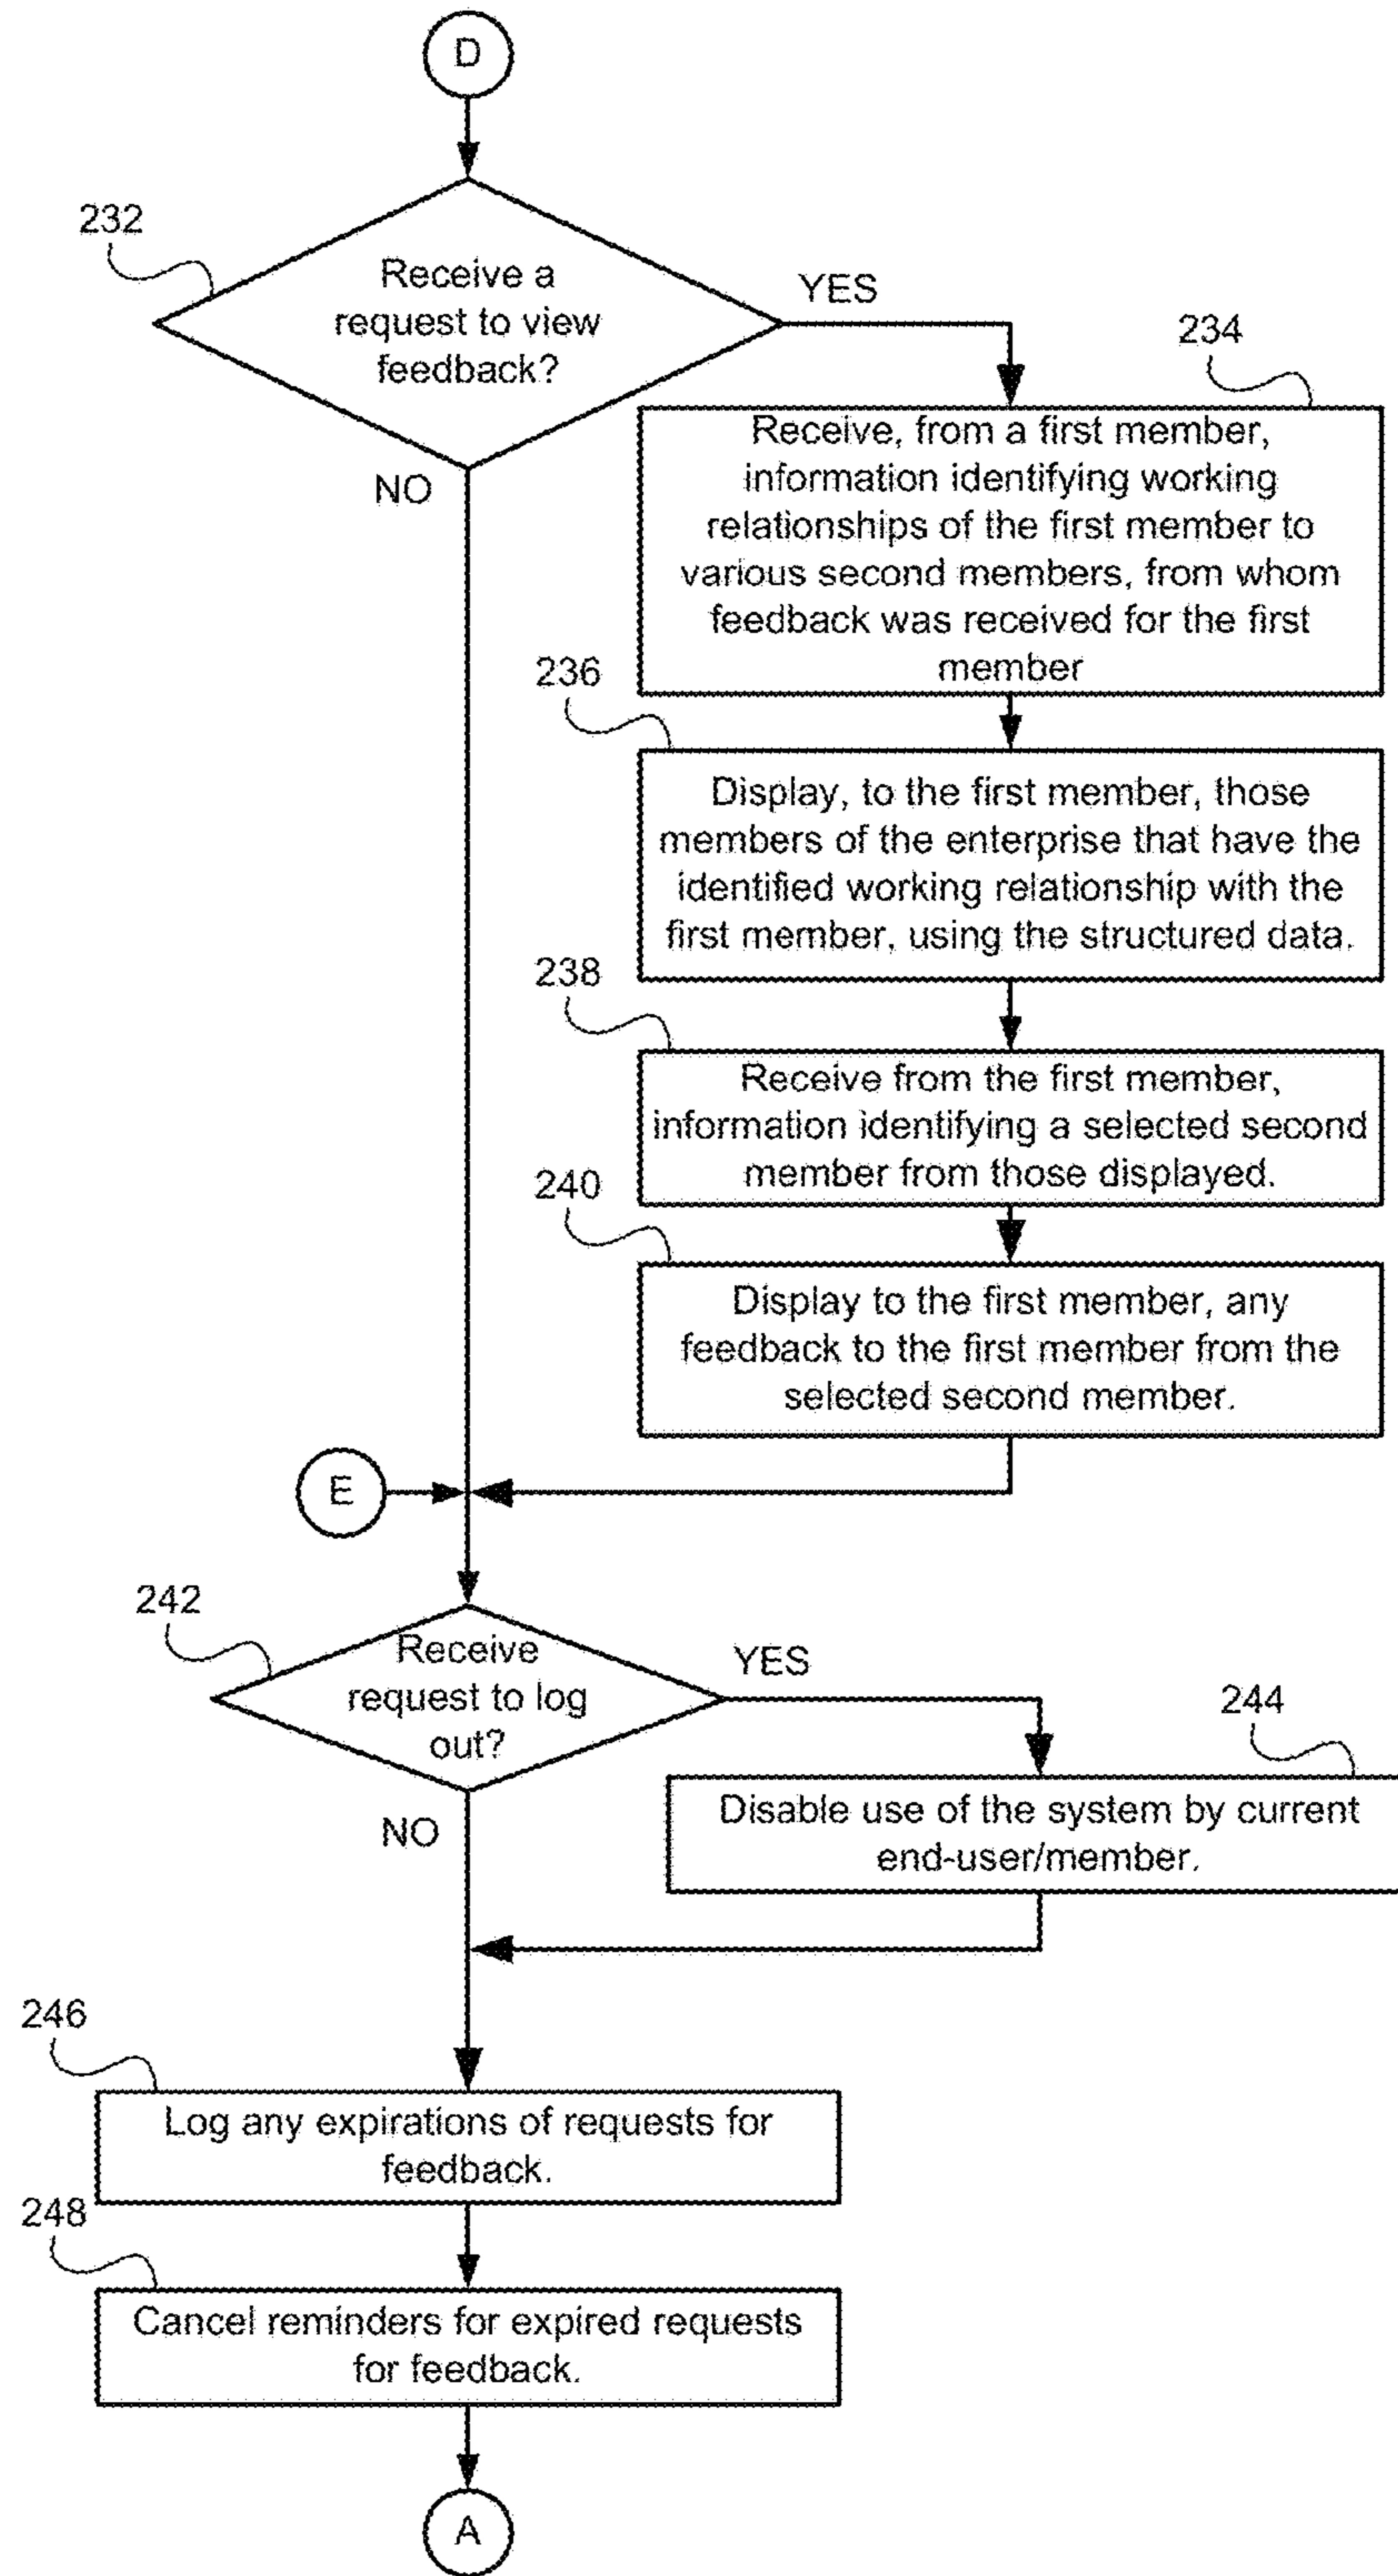 D
232
Receive a
request to view
feedback?
YES
NO
234
Receive, from a first member,
information identifying working
relationships of the first member to
various second members, from whom
feedback was received for the first
member
236
Display, to the first member, those
members of the enterprise that have the
identified working relationship with the
first member, using the structured data.
238
Receive from the first member,
information identifying a selected second
member from those displayed.
240
Display to the first member, any
feedback to the first member from the
selected second member.
E
242
Receive
request to log
out?
YES
NO
244
Disable use of the system by current
end-user/member.
246
Log any expirations of requests for
feedback.
248
Cancel reminders for expired requests
for feedback.
A